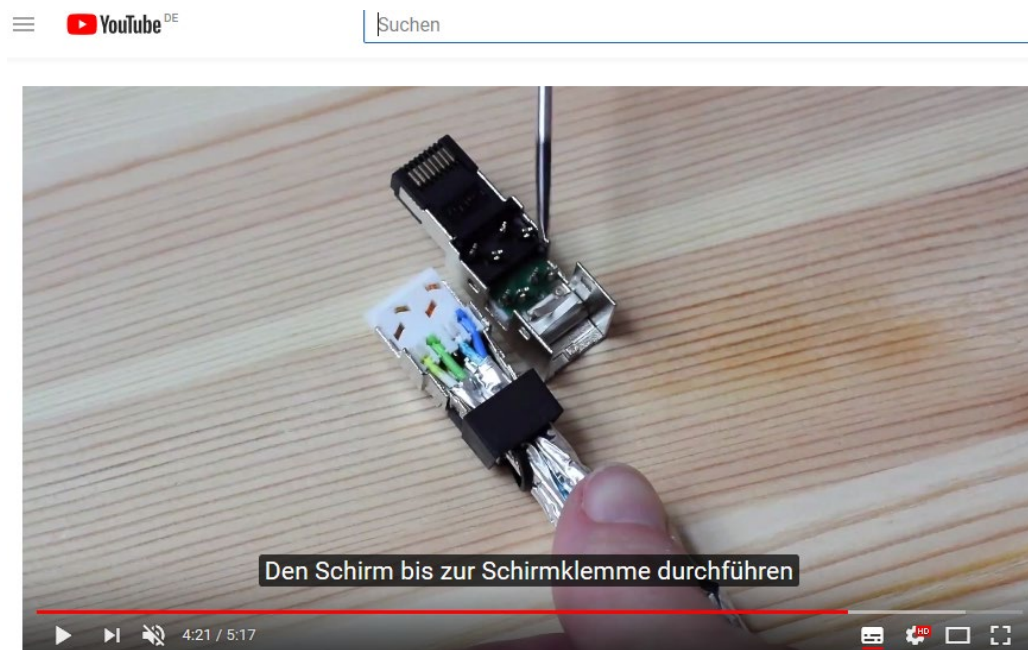 YouTube DE
Suchen
Den Schirm bis zur Schirmklemme durchführen
4:21 / 5:17
HD